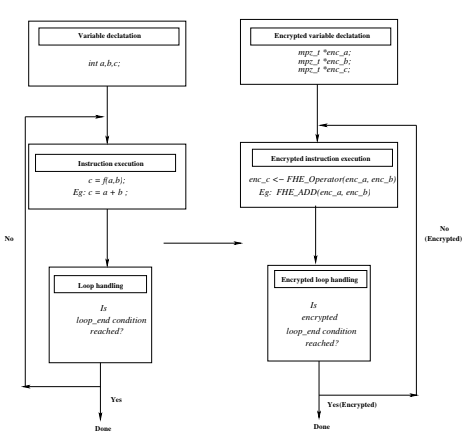 Variable declatation
int a,b,c;
Instruction execution
c = f(a,b);
Eg: c = a + b ;
No
Loop handling
Is
loop_end condition
reached?
Yes
Done
Encrypted variable declatation
mpz_t *enc_a;
mpz_t *enc_b;
mpz_t *enc_c;
Encrypted instruction execution
enc_c <− FHE_Operator(enc_a, enc_b)
Eg: FHE_ADD(enc_a, enc_b)
No
(Encrypted)
Encrypted loop handling
Is
encrypted
loop_end condition
reached?
Yes(Encrypted)
Done